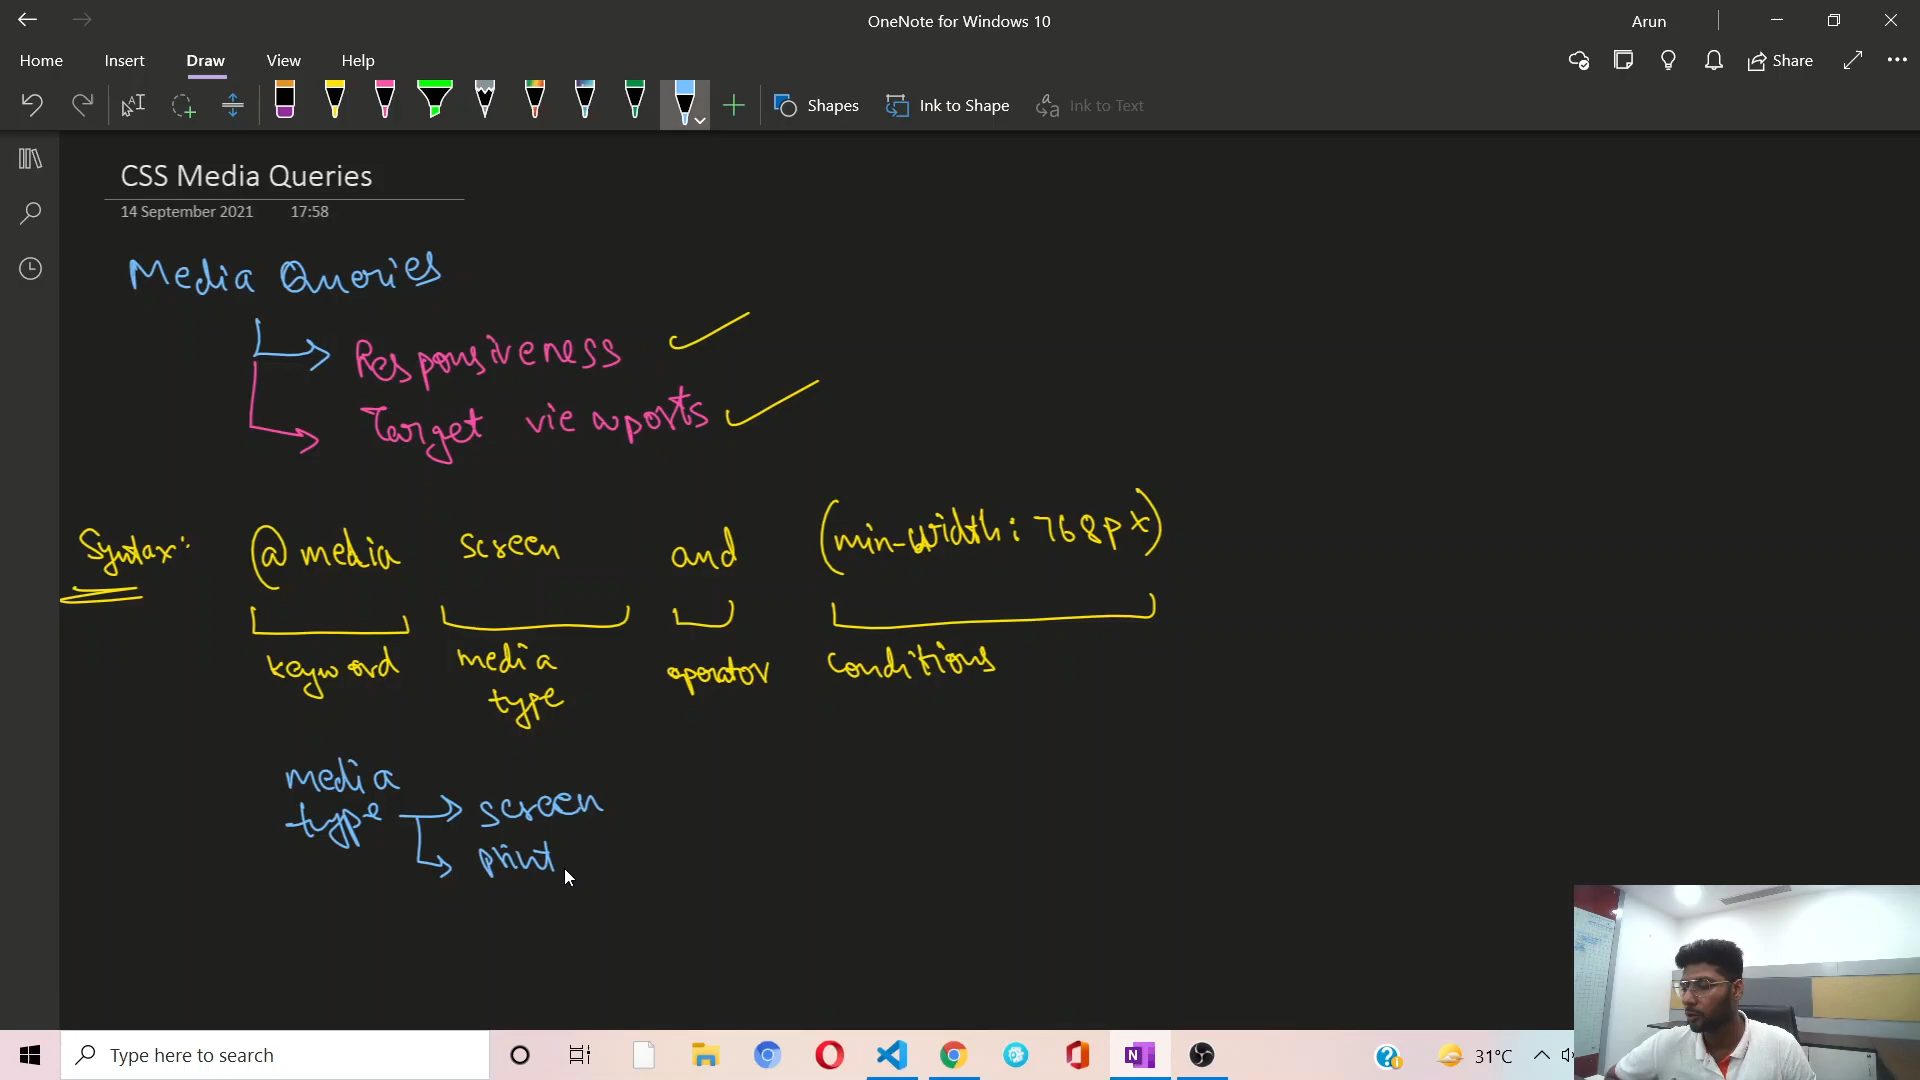 OneNote for Windows 10
Arun
Home Insert Draw View Help
Share
Shapes Ink to Shape Ink to Text
CSS Media Queries
14 September 2021 17:58
Media Queries
Responsiveness
Target viewports
Syntax: @media screen and (min-width: 768px)
keyword media type operator conditions
media type screen
print
Type here to search
31°C